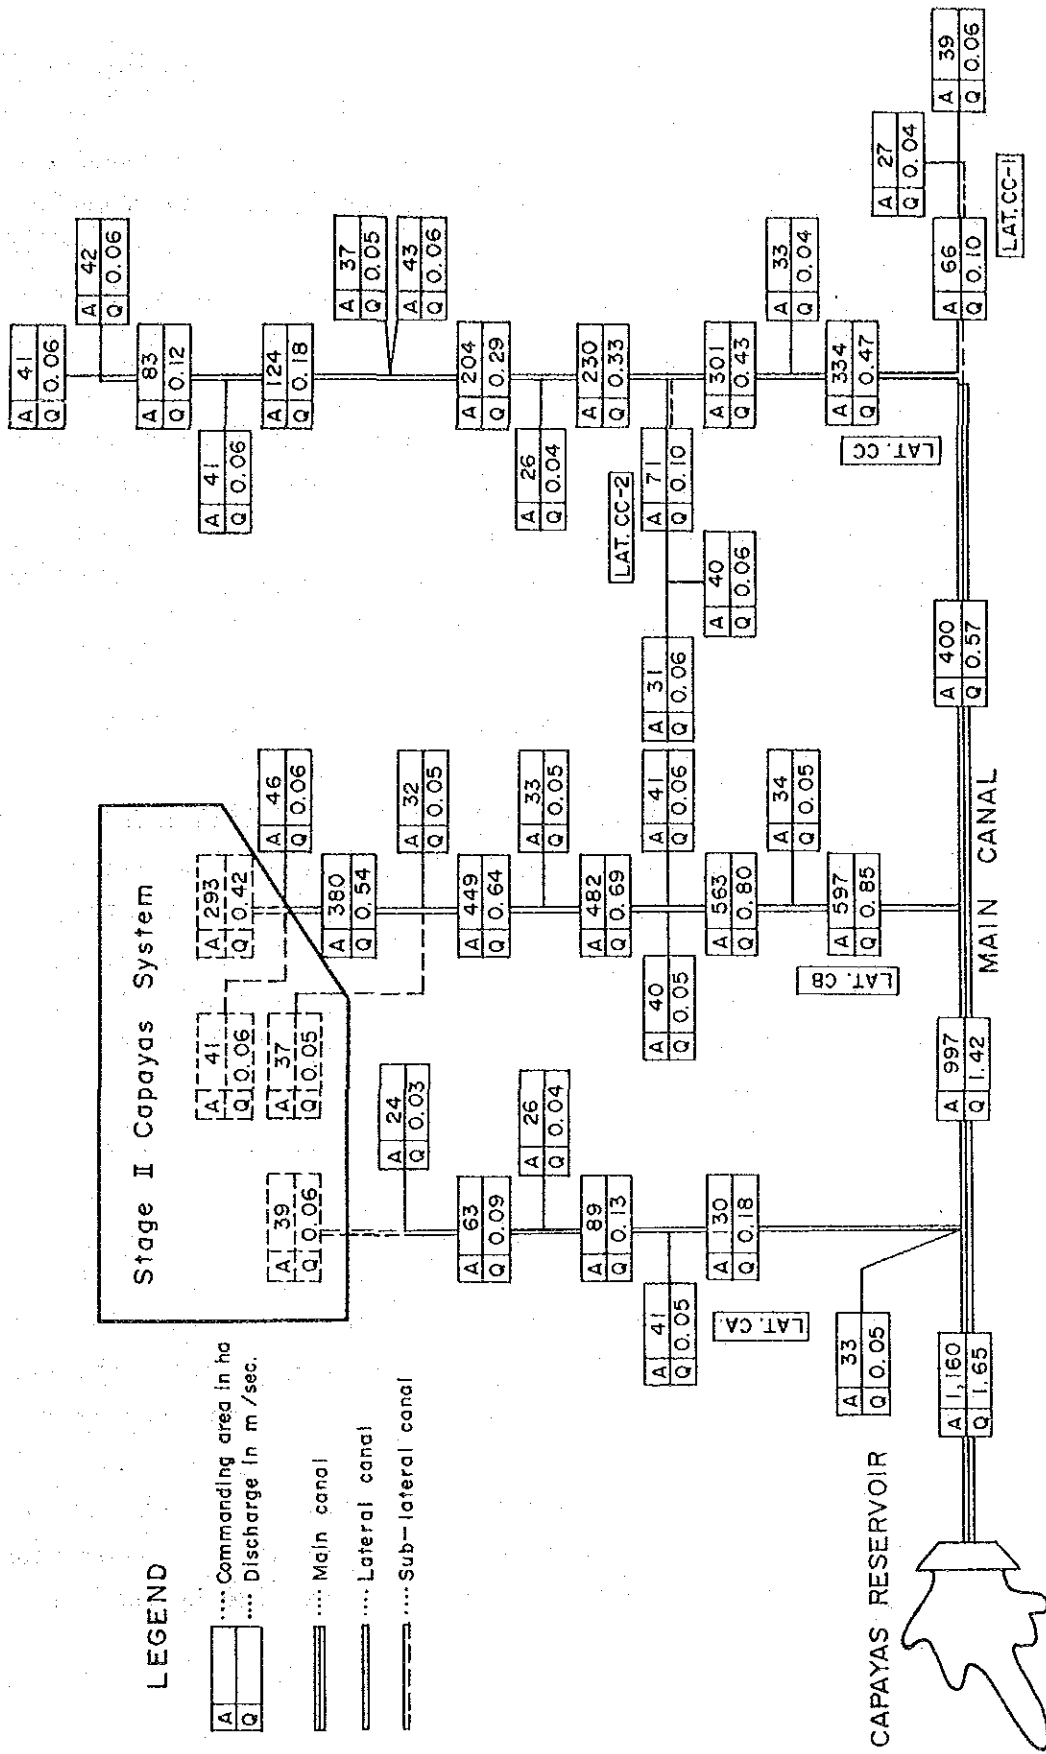 LEGEND
A .... Commanding area in ha
Q .... Discharge in m /sec.
.... Main canal
.... Lateral canal
.... Sub-lateral canal
Stage II Capayas System
A 39
Q 0.06
A 41
Q 0.06
A 37
Q 0.05
A 293
Q 0.42
A 46
Q 0.06
A 380
Q 0.54
A 32
Q 0.05
A 449
Q 0.64
A 33
Q 0.05
A 482
Q 0.69
A 40
Q 0.05
A 41
Q 0.06
A 563
Q 0.80
A 34
Q 0.05
A 597
Q 0.85
LAT. CB
A 24
Q 0.03
A 63
Q 0.09
A 26
Q 0.04
A 89
Q 0.13
A 41
Q 0.05
A 130
Q 0.18
LAT. CA.
A 33
Q 0.05
A 41
Q 0.06
A 42
Q 0.06
A 83
Q 0.12
A 41
Q 0.06
A 124
Q 0.18
A 37
Q 0.05
A 43
Q 0.06
A 204
Q 0.29
A 26
Q 0.04
A 230
Q 0.33
LAT. CC-2
A 71
Q 0.10
A 40
Q 0.06
A 31
Q 0.06
A 301
Q 0.43
A 33
Q 0.04
A 334
Q 0.47
LAT. CC
A 27
Q 0.04
A 39
Q 0.06
A 66
Q 0.10
LAT. CC-1
CAPAYAS RESERVOIR
A 1,160
Q 1.65
A 997
Q 1.42
MAIN CANAL
A 400
Q 0.57